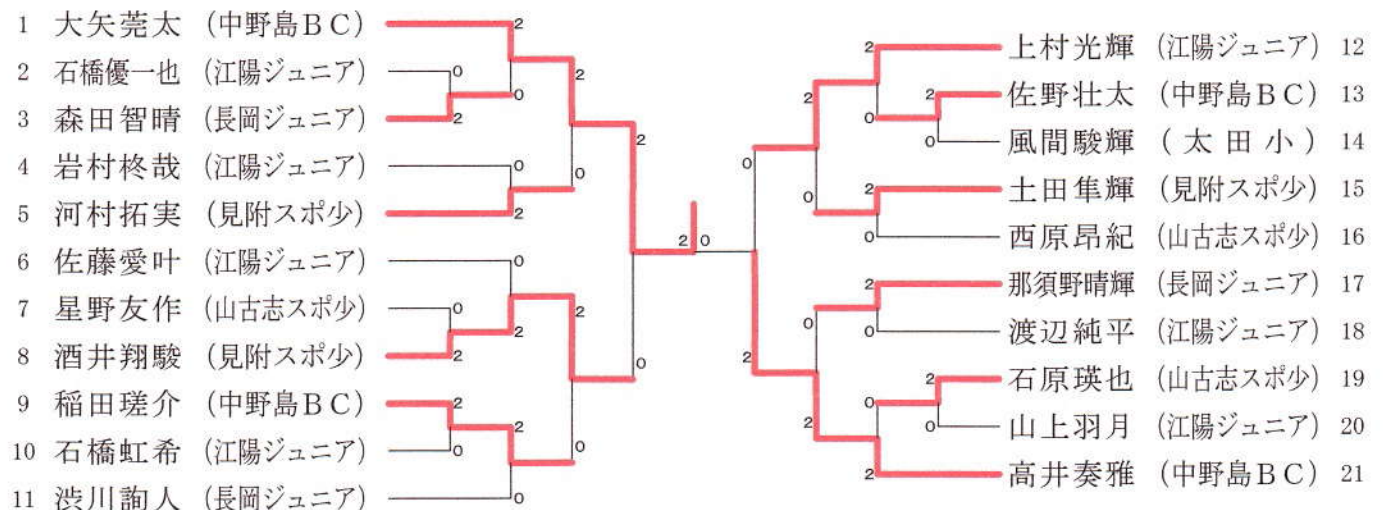 1 大矢莞太 (中野島BC)
2 石橋優一也 (江陽ジュニア)
3 森田智晴 (長岡ジュニア)
4 岩村柊哉 (江陽ジュニア)
5 河村拓実 (見附スポ少)
6 佐藤愛叶 (江陽ジュニア)
7 星野友作 (山古志スポ少)
8 酒井翔駿 (見附スポ少)
9 稲田瑳介 (中野島BC)
10 石橋虹希 (江陽ジュニア)
11 渋川詢人 (長岡ジュニア)
2
0
0
2
0
2
0
0
2
2
0
0
2
2
0
2
0
2
0
2
0
2 0
0
2
2
0
0
2
2
0
2
0
2
0
2
0
0
2
2
0
上村光輝 (江陽ジュニア) 12
佐野壮太 (中野島BC) 13
風間駿輝 (太田小) 14
土田隼輝 (見附スポ少) 15
西原昂紀 (山古志スポ少) 16
那須野晴輝 (長岡ジュニア) 17
渡辺純平 (江陽ジュニア) 18
石原瑛也 (山古志スポ少) 19
山上羽月 (江陽ジュニア) 20
高井奏雅 (中野島BC) 21